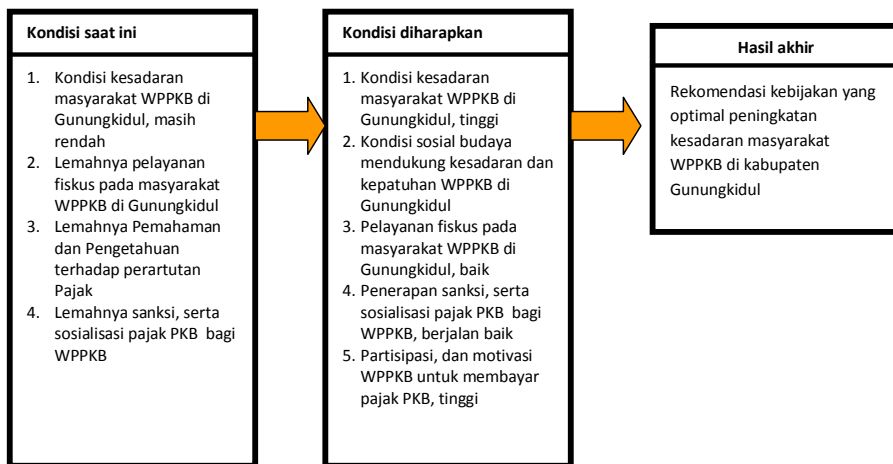 Kondisi saat ini
1. Kondisi kesadaran
masyarakat WPPKB di
Gunungkidul, masih
rendah
2. Lemahnya pelayanan
fiskus pada masyarakat
WPPKB di Gunungkidul
3. Lemahnya Pemahaman
dan Pengetahuan
terhadap perartutan
Pajak
4. Lemahnya sanksi, serta
sosialisasi pajak PKB bagi
WPPKB
Kondisi diharapkan
1. Kondisi kesadaran
masyarakat WPPKB di
Gunungkidul, tinggi
2. Kondisi sosial budaya
mendukung kesadaran dan
kepatuhan WPPKB di
Gunungkidul
3. Pelayanan fiskus pada
masyarakat WPPKB di
Gunungkidul, baik
4. Penerapan sanksi, serta
sosialisasi pajak PKB bagi
WPPKB, berjalan baik
5. Partisipasi, dan motivasi
WPPKB untuk membayar
pajak PKB, tinggi
Hasil akhir
Rekomendasi kebijakan yang
optimal peningkatan
kesadaran masyarakat
WPPKB di kabupaten
Gunungkidul